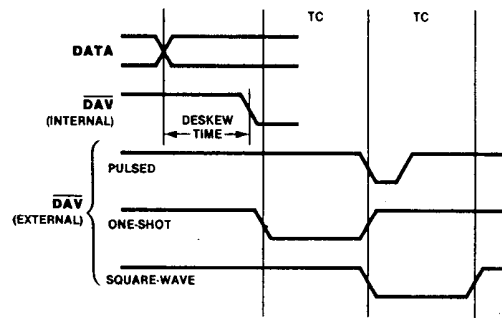 TC TC
DATA
DAV
(INTERNAL)
DESKEW
TIME
PULSED
DAV
(EXTERNAL)
ONE-SHOT
SQUARE-WAVE